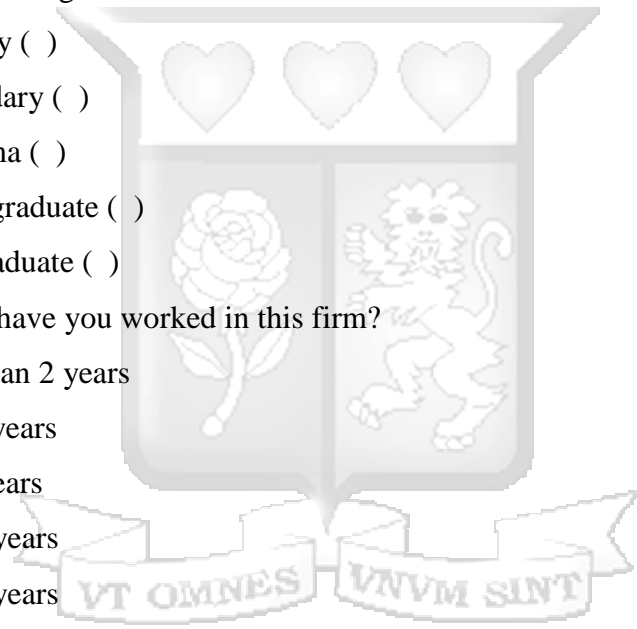 y ( )
dary ( )
na ( )
graduate ( )
aduate ( )
have you worked in this firm?
an 2 years
years
ears
years
years
VT OMNES VNVM SINT